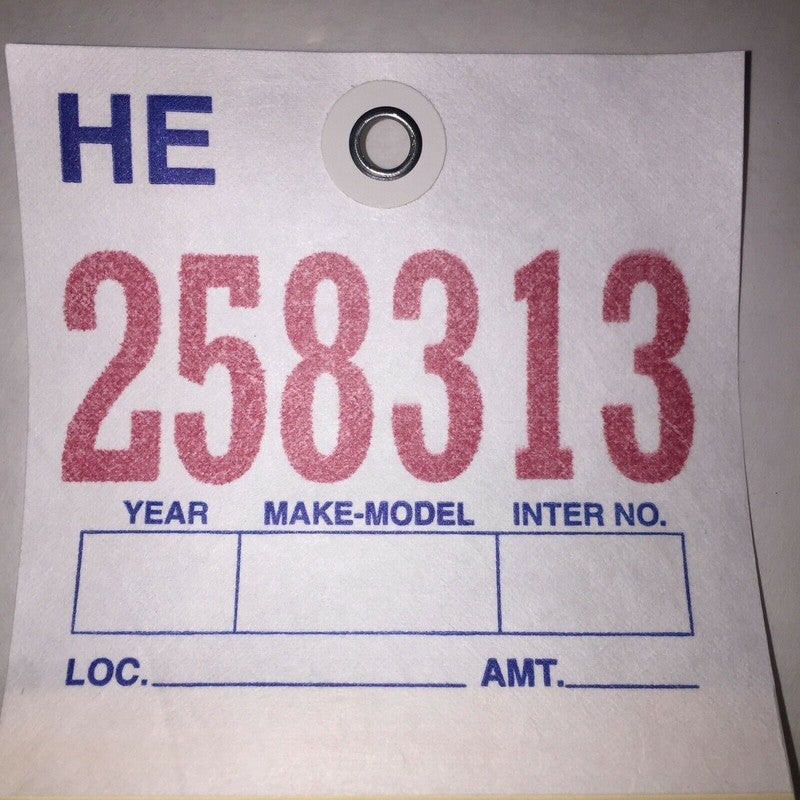 HE
258313
YEAR MAKE-MODEL INTER NO.
LOC. AMT.